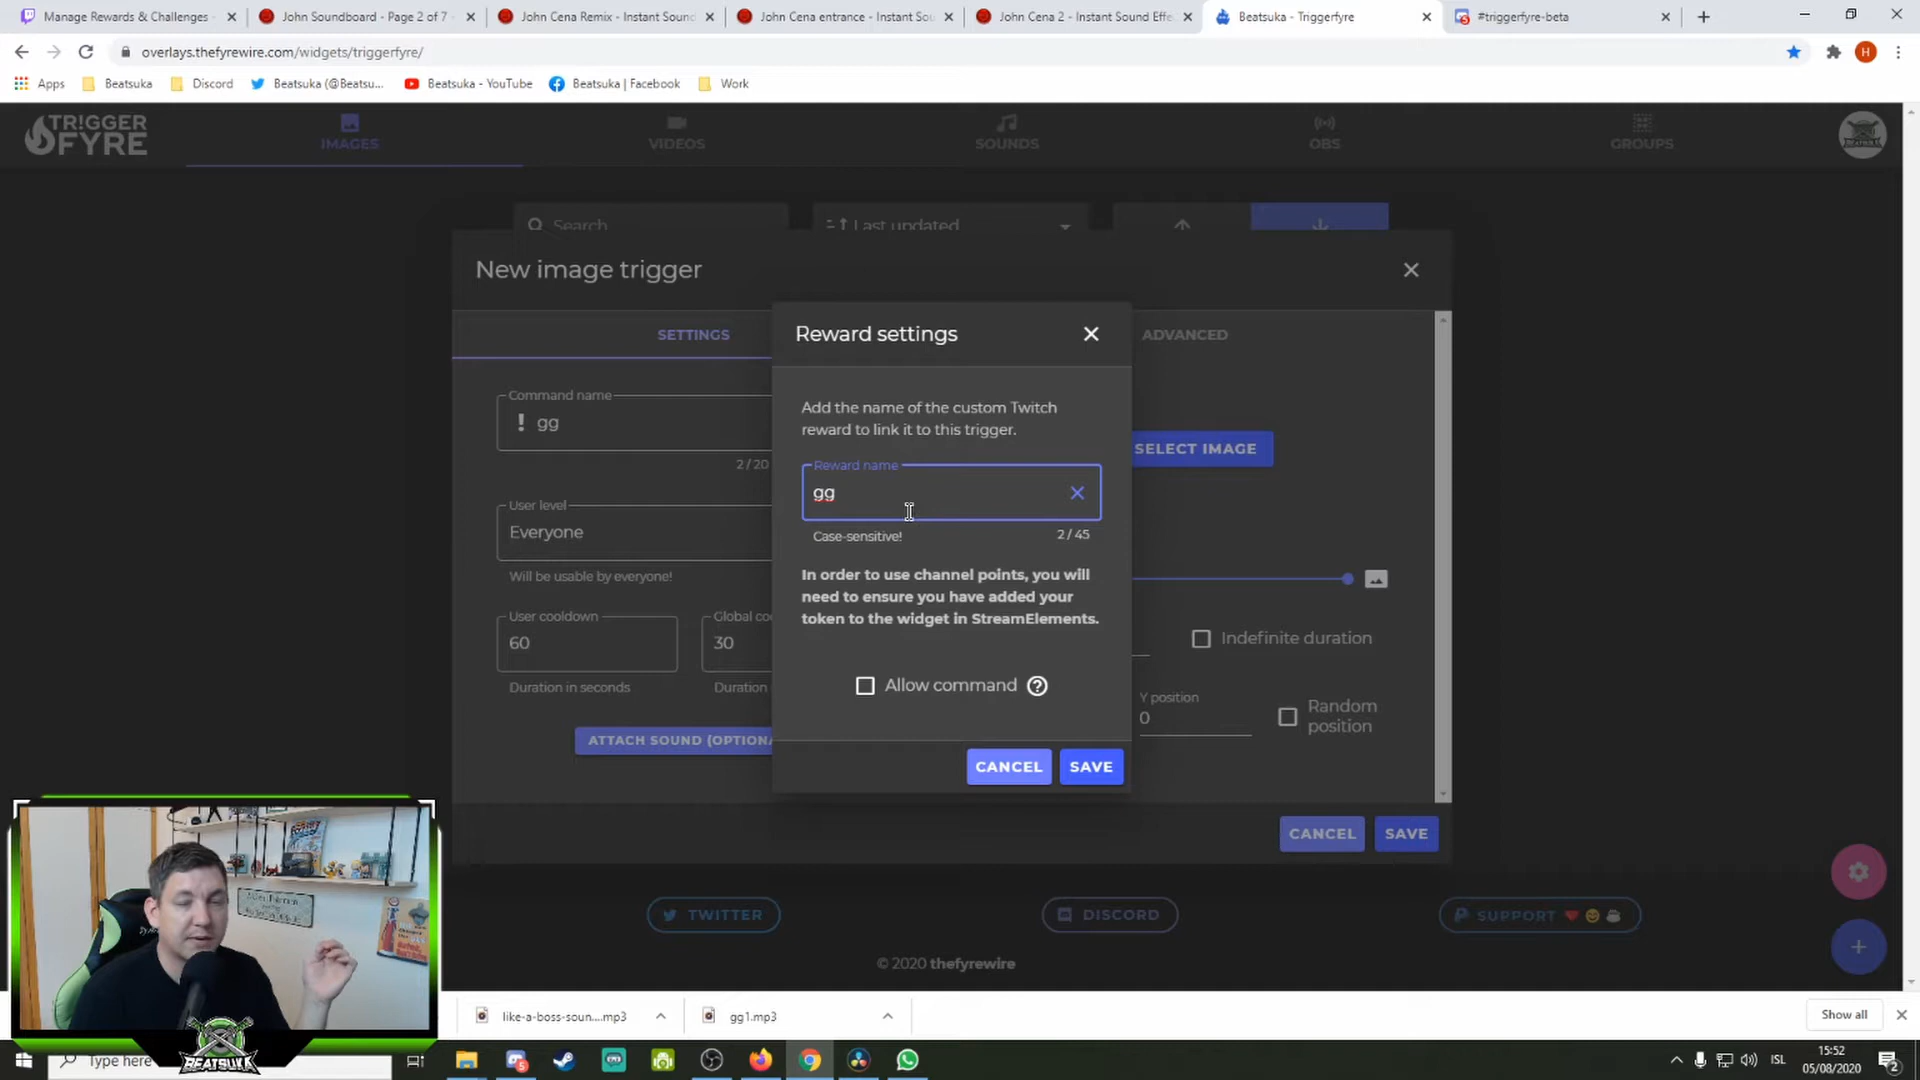 Manage Rewards & Challenges
John Soundboard - Page 2 of 7
John Cena Remix - Instant Soun
John Cena entrance - Instant Sou
John Cena 2 - Instant Sound Effe
Beatsuka - Triggerfyre
#triggerfyre-beta
overlays.thefyrewire.com/widgets/triggerfyre/
H
Apps
Beatsuka
Discord
Beatsuka (@Beatsu...
Beatsuka - YouTube
Beatsuka | Facebook
Work
TR!GGER
FYRE
IMAGES
VIDEOS
SOUNDS
OBS
GROUPS
Search
Last updated
New image trigger
SETTINGS
ADVANCED
Reward settings
Command name
! gg
2 / 20
Add the name of the custom Twitch
reward to link it to this trigger.
SELECT IMAGE
Reward name
gg
Case-sensitive!
2 / 45
User level
Everyone
Will be usable by everyone!
In order to use channel points, you will
need to ensure you have added your
token to the widget in StreamElements.
User cooldown
60
Duration in seconds
Global co
30
Duration
Indefinite duration
Allow command
Y position
0
Random
position
ATTACH SOUND (OPTIONA
CANCEL
SAVE
CANCEL
SAVE
TWITTER
DISCORD
SUPPORT
© 2020 thefyrewire
like-a-boss-soun....mp3
gg1.mp3
Show all
BEATSUKA
Type here
ISL
15:52
05/08/2020
2